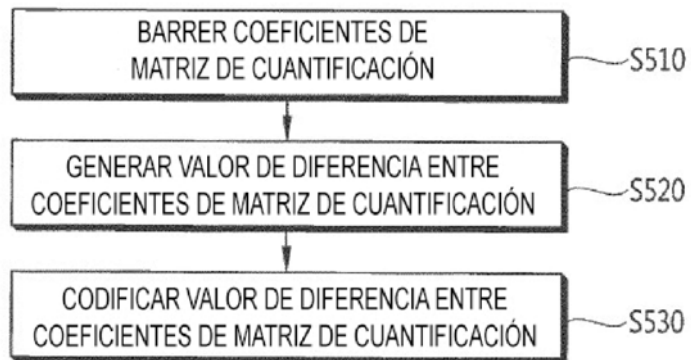 BARRER COEFICIENTES DE
MATRIZ DE CUANTIFICACIÓN
S510
GENERAR VALOR DE DIFERENCIA ENTRE
COEFICIENTES DE MATRIZ DE CUANTIFICACIÓN
S520
CODIFICAR VALOR DE DIFERENCIA ENTRE
COEFICIENTES DE MATRIZ DE CUANTIFICACIÓN
S530